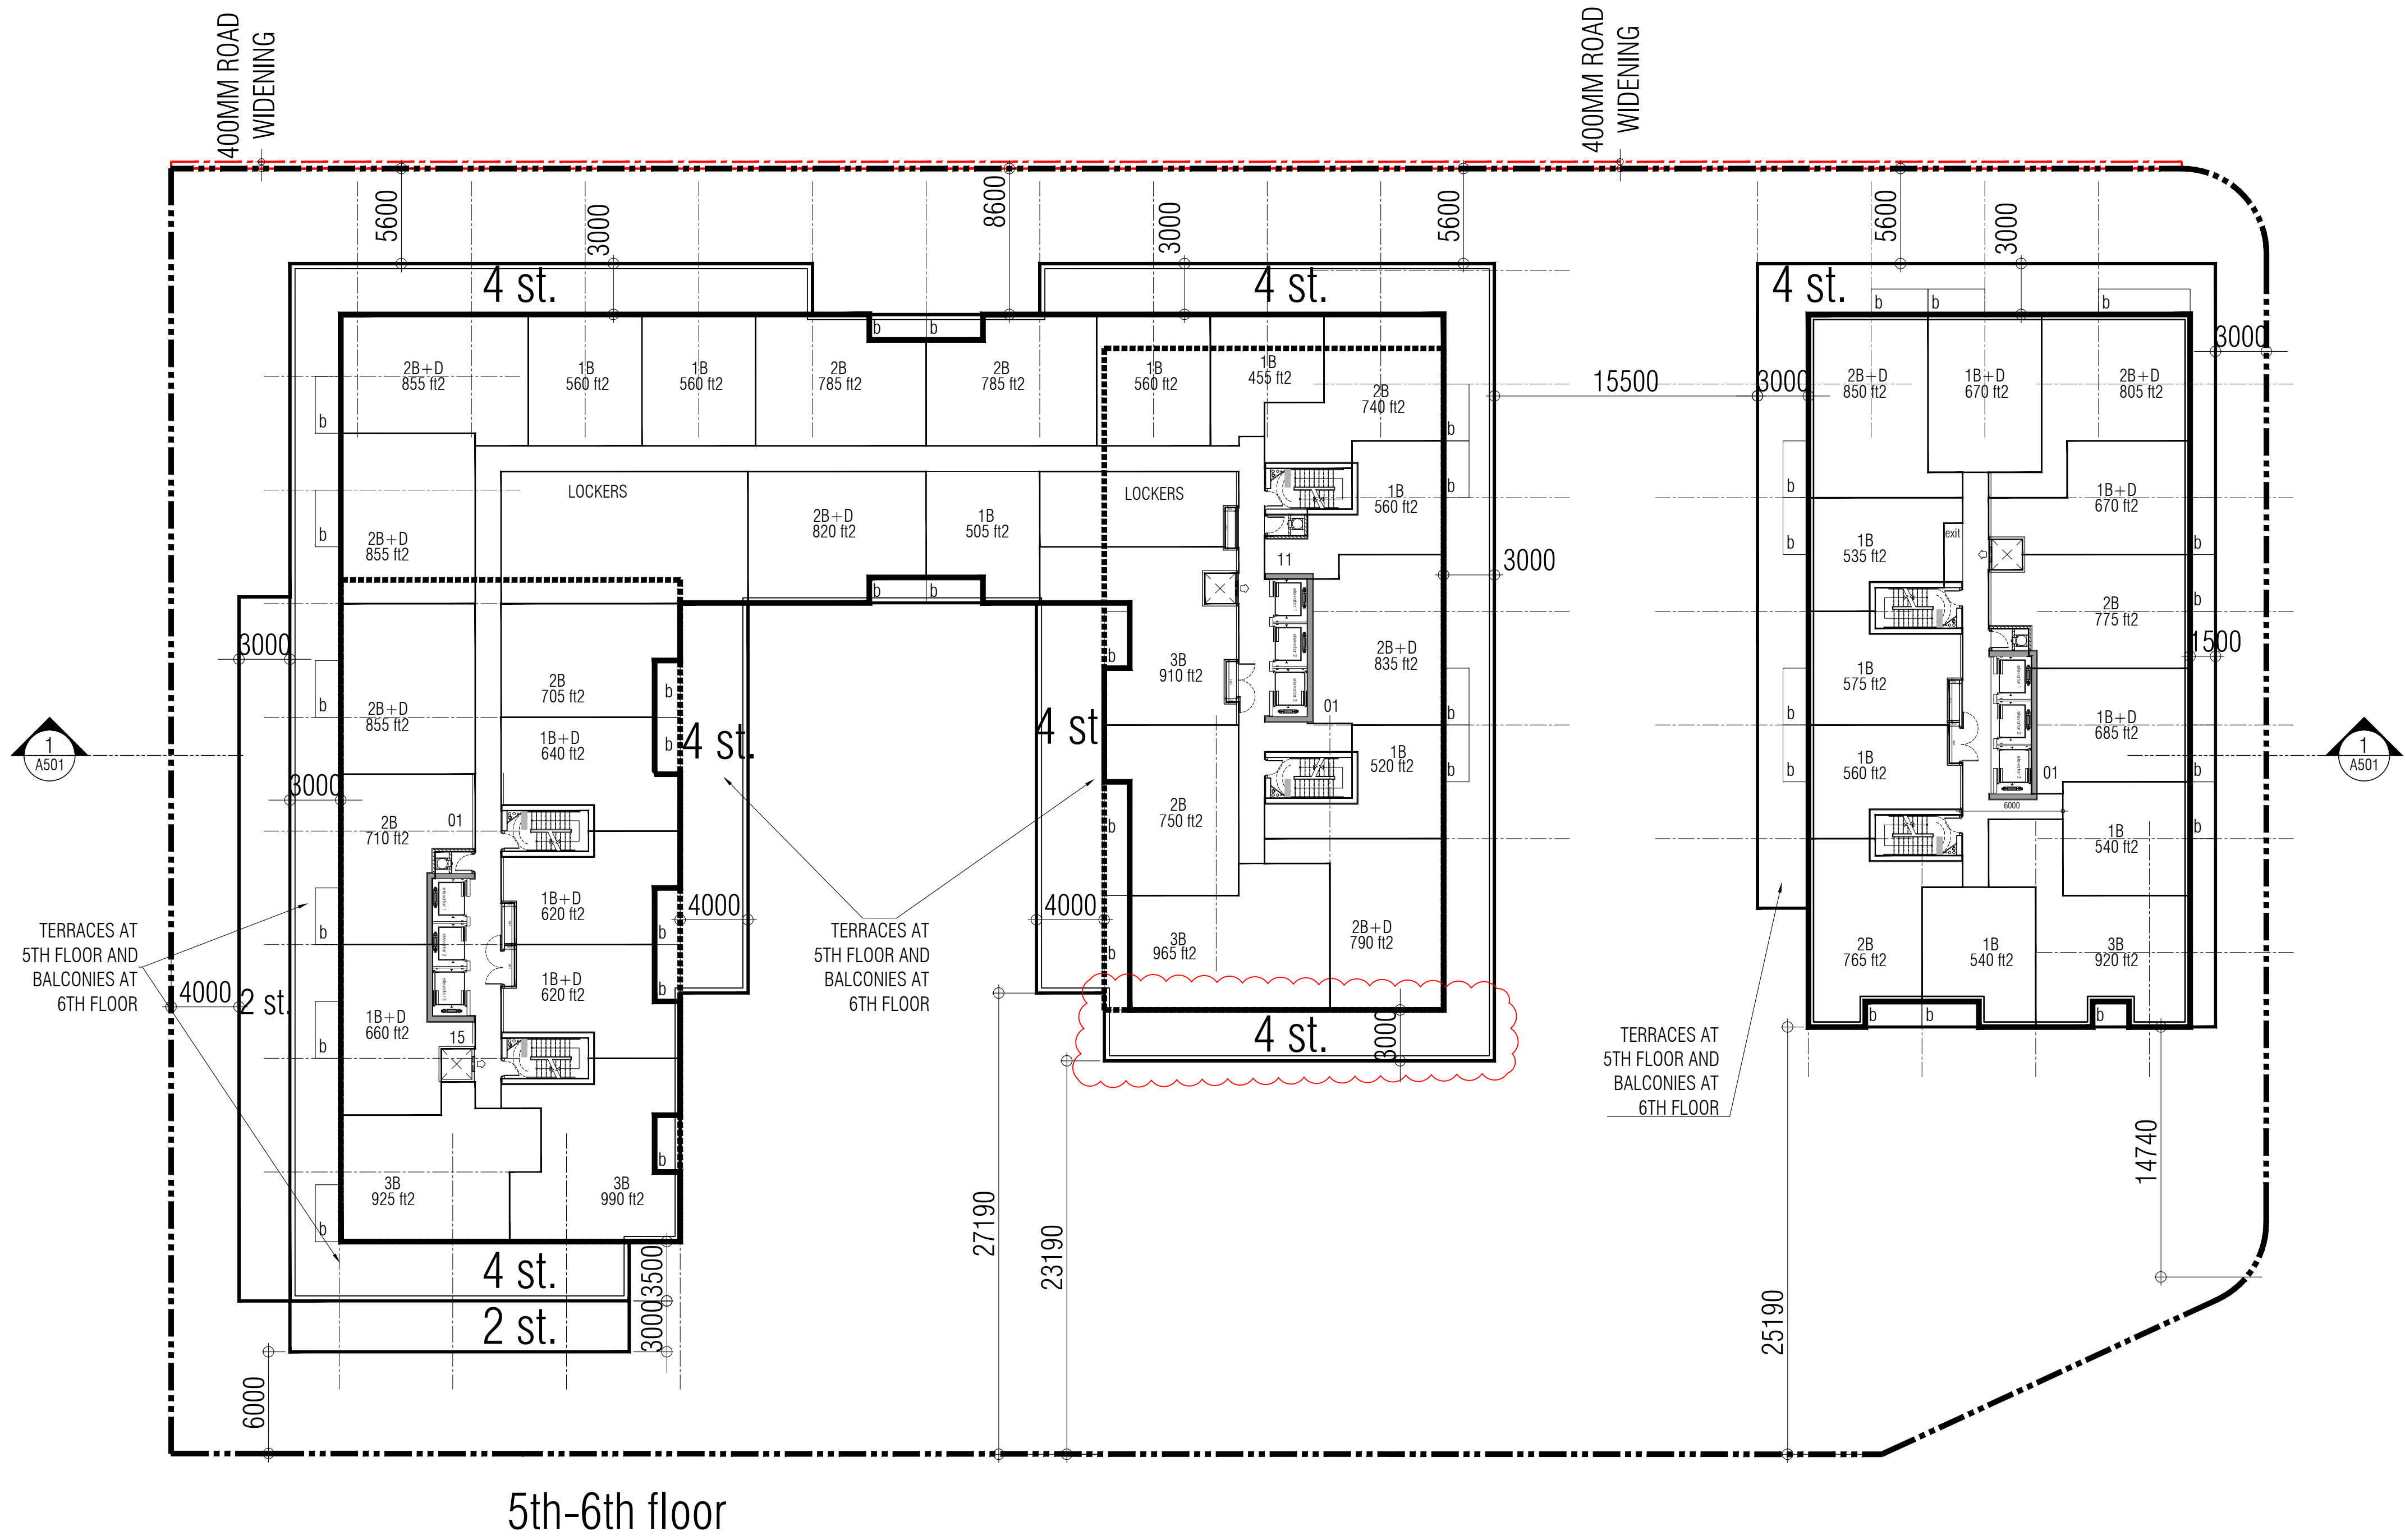 400MM ROAD
WIDENING
400MM ROAD
WIDENING
5600
3000
8600
3000
5600
5600
3000
4 st.
4 st.
4 st.
b
b
b
b
b
3000
2B+D
855 ft2
1B
560 ft2
1B
560 ft2
2B
785 ft2
2B
785 ft2
1B
560 ft2
1B
455 ft2
2B
740 ft2
15500
3000
2B+D
850 ft2
1B+D
670 ft2
2B+D
805 ft2
b
b
LOCKERS
2B+D
820 ft2
1B
505 ft2
LOCKERS
b
1B
560 ft2
b
1B+D
670 ft2
2B+D
855 ft2
b
11
3000
1B
535 ft2
exit
b
b
b
b
2B
775 ft2
b
3000
2B
705 ft2
b
b
3B
910 ft2
2B+D
835 ft2
1B
575 ft2
1500
2B+D
855 ft2
b
1B+D
640 ft2
b
4 st.
4 st
01
b
b
1B+D
685 ft2
b
1
A501
1
A501
3000
1B
520 ft2
b
1B
560 ft2
b
01
b
6000
2B
710 ft2
01
2B
750 ft2
b
1B
540 ft2
b
1B+D
620 ft2
4000
4000
b
b
TERRACES AT
5TH FLOOR AND
BALCONIES AT
6TH FLOOR
TERRACES AT
5TH FLOOR AND
BALCONIES AT
6TH FLOOR
3B
965 ft2
b
2B+D
790 ft2
2B
765 ft2
1B
540 ft2
3B
920 ft2
4000
2 st.
1B+D
620 ft2
b
1B+D
660 ft2
b
15
4 st.
3000
b
b
b
TERRACES AT
5TH FLOOR AND
BALCONIES AT
6TH FLOOR
3B
925 ft2
b
3B
990 ft2
b
14740
27190
23190
25190
4 st.
3500
2 st.
3000
6000
5th-6th floor